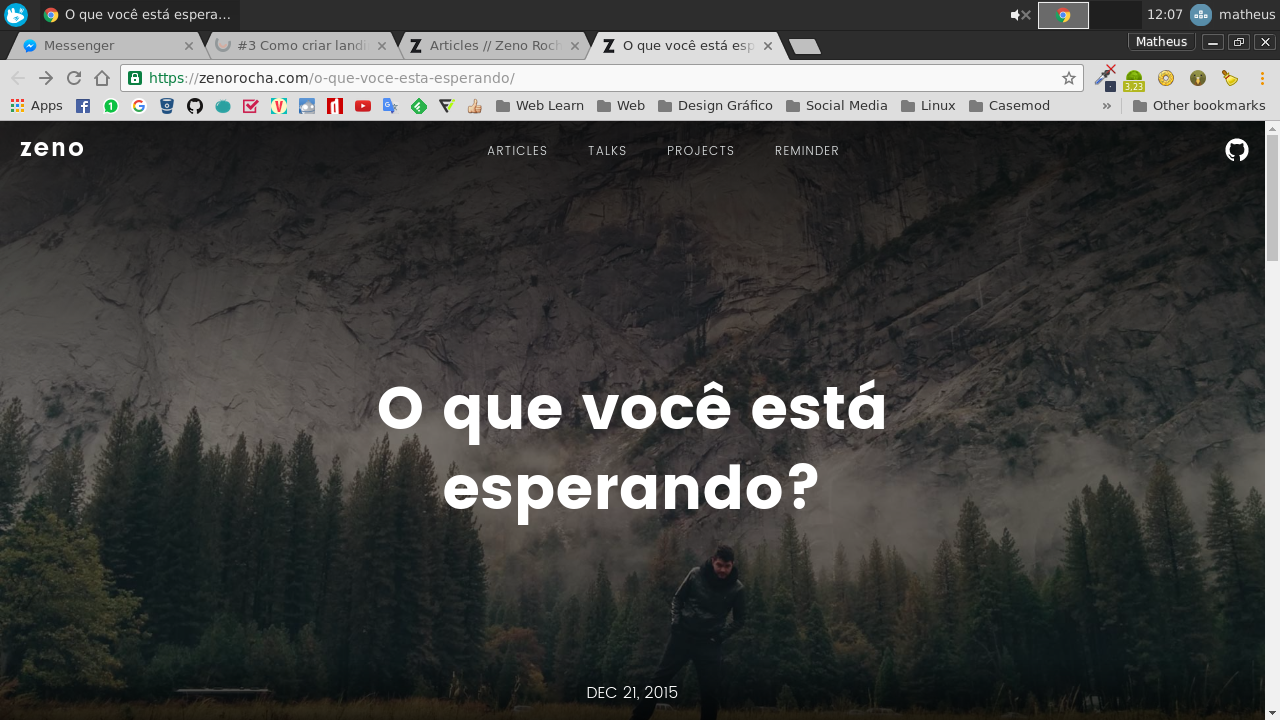 O que você está espera...
12:07
matheus
Messenger
#3 Como criar landi
Articles // Zeno Roch
O que você está esp
Matheus
https://zenorocha.com/o-que-voce-esta-esperando/
3,23
Apps
Web Learn
Web
Design Gráfico
Social Media
Linux
Casemod
»
Other bookmarks
zeno
ARTICLES
TALKS
PROJECTS
REMINDER
O que você está
esperando?
DEC 21, 2015